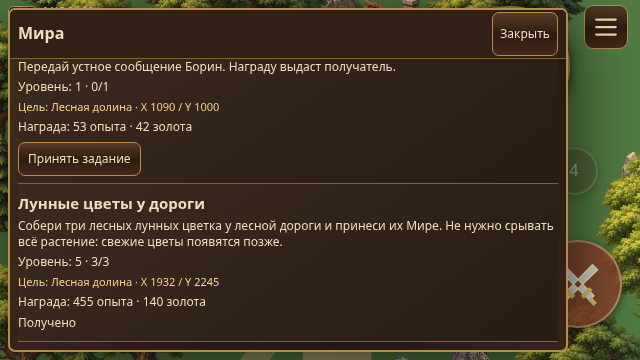 Мира
Закрыть
Передай устное сообщение Борин. Награду выдаст получатель.
Уровень: 1 · 0/1
Цель: Лесная долина · X 1090 / Y 1000
Награда: 53 опыта · 42 золота
Принять задание
Лунные цветы у дороги
Собери три лесных лунных цветка у лесной дороги и принеси их Мире. Не нужно срывать
всё растение: свежие цветы появятся позже.
Уровень: 5 · 3/3
Цель: Лесная долина · X 1932 / Y 2245
Награда: 455 опыта · 140 золота
Получено
4